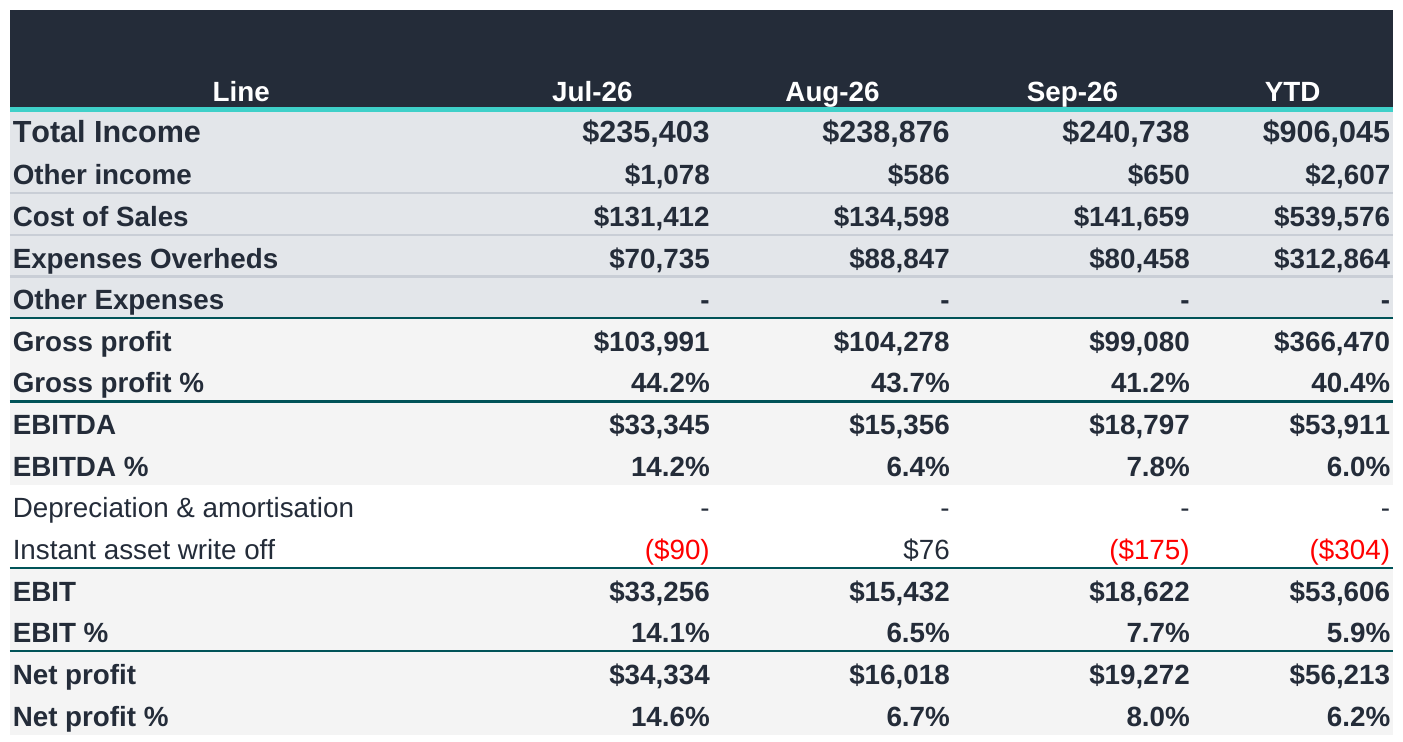 Line Jul-26 Aug-26 Sep-26 YTD
Total Income $235,403 $238,876 $240,738 $906,045
Other income $1,078 $586 $650 $2,607
Cost of Sales $131,412 $134,598 $141,659 $539,576
Expenses Overheds $70,735 $88,847 $80,458 $312,864
Other Expenses - - - -
Gross profit $103,991 $104,278 $99,080 $366,470
Gross profit % 44.2% 43.7% 41.2% 40.4%
EBITDA $33,345 $15,356 $18,797 $53,911
EBITDA % 14.2% 6.4% 7.8% 6.0%
Depreciation & amortisation - - - -
Instant asset write off ($90) $76 ($175) ($304)
EBIT $33,256 $15,432 $18,622 $53,606
EBIT % 14.1% 6.5% 7.7% 5.9%
Net profit $34,334 $16,018 $19,272 $56,213
Net profit % 14.6% 6.7% 8.0% 6.2%